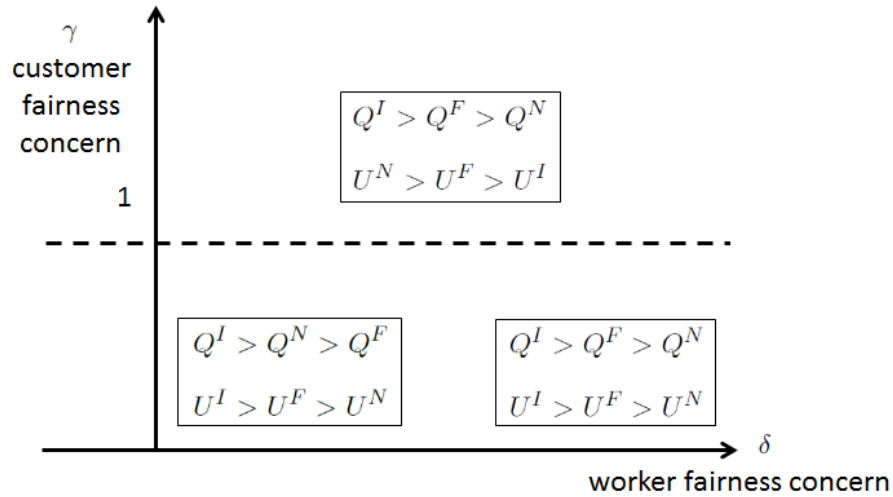 γ
customer
fairness
concern
Q^I > Q^F > Q^N
U^N > U^F > U^I
1
Q^I > Q^N > Q^F
U^I > U^F > U^N
Q^I > Q^F > Q^N
U^I > U^F > U^N
δ
worker fairness concern